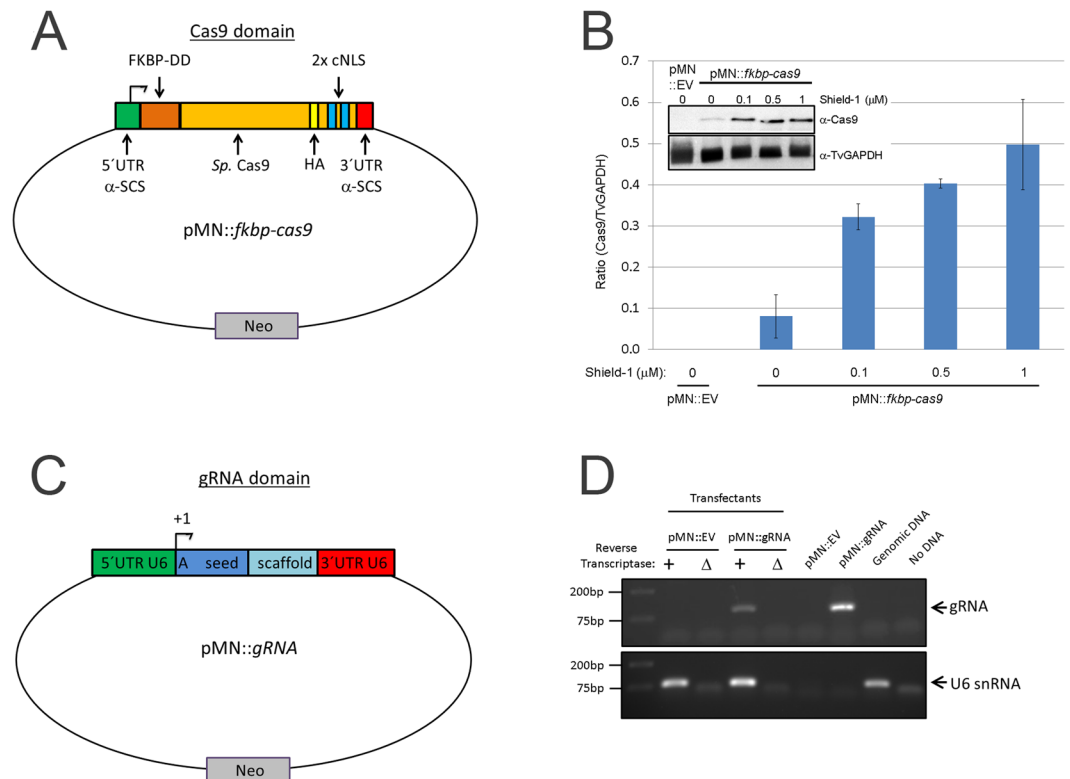 A
Cas9 domain
FKBP-DD
2x cNLS
5´UTR
α-SCS
Sp. Cas9
HA
3´UTR
α-SCS
pMN::fkbp-cas9
Neo
B
Ratio (Cas9/TvGAPDH)
0.7
0.6
0.5
0.4
0.3
0.2
0.1
0.0
pMN
::EV
pMN::fkbp-cas9
0 0 0.1 0.5 1 Shield-1 (μM)
α-Cas9
α-TvGAPDH
Shield-1 (μM): 0 0 0.1 0.5 1
pMN::EV pMN::fkbp-cas9
C
gRNA domain
+1
5´UTR U6 A seed scaffold 3´UTR U6
pMN::gRNA
Neo
D
Transfectants
pMN::EV pMN::gRNA
Reverse
Transcriptase: + Δ + Δ
pMN::EV
pMN::gRNA
Genomic DNA
No DNA
200bp
75bp
gRNA
200bp
75bp
U6 snRNA